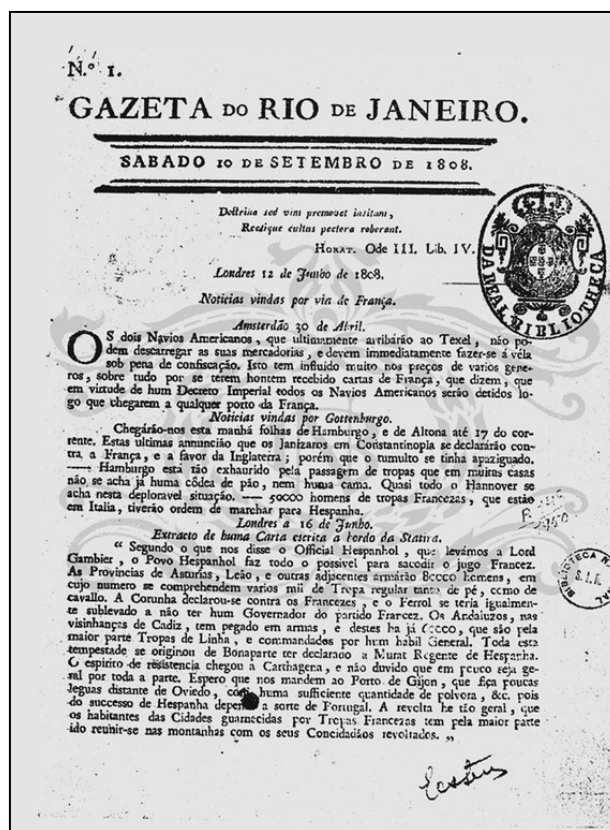 N.º 1.
GAZETA DO RIO DE JANEIRO.
SABADO 10 DE SETEMBRO DE 1808.
Doctrina sed vim promovet insitam,
Rectique cultus pectora roborant.
HORAT. Ode III. Lib. IV.
DA REAL BIBLIOTHECA
Londres 12 de Junho de 1808.
Noticias vindas por via de França.
Amsterdão 30 de Abril.
OS dois Navios Americanos, que ultimamente arribárão ao Texel, não po-
dem descarregar as suas mercadorias, e devem immediatamente fazer-se á véla
sob pena de confiscação. Isto tem influido muito nos preços de varios gene-
ros, sobre tudo por se terem hontem recebido cartas de França, que dizem, que
em virtude de hum Decreto Imperial todos os Navios Americanos serão detidos lo-
go que chegarem a qualquer porto da França.
Noticias vindas por Gottenburgo.
Chegárão-nos esta manhá folhas de Hamburgo, e de Altona até 17 do cor-
rente. Estas ultimas annuncião que os Janizaros em Constantinopla se declarárão con-
tra a França, e a favor da Inglaterra; porém que o tumulto se tinha apaziguado.
—— Hamburgo está tão exhaurido pela passagem de tropas que em muitas casas
não se acha já huma côdea de pão, nem huma cama. Quasi todo o Hannover se
acha nesta deploravel situação. —— 50000 homens de tropas Francezas, que estão
em Italia, tiverão ordem de marchar para Hespanha.
Londres a 16 de Junho.
Extracto de huma Carta escrita a bordo da Statira.
“ Segundo o que nos disse o Official Hespanhol, que levámos a Lord
Gambier, o Povo Hespanhol faz todo o possivel para sacodir o jugo Francez.
As Provincias de Asturias, Leão, e outras adjacentes armárão 80000 homens, em
cujo numero se comprehendem varios mil de Tropa regular tanto de pé, como de
cavallo. A Corunha declarou-se contra os Francezes, e o Ferrol se teria igualmen-
te sublevado a não ter hum Governador do partido Francez. Os Andaluzos, nas
visinhanças de Cadiz, tem pegado em armas, e destes ha já 60000, que são pela
maior parte Tropas de Linha, e commandados por hum habil General. Toda esta
tempestade se originou de Bonaparte ter declarado a Murat Regente de Hespanha.
O espirito de resistencia chegou a Carthagena, e não duvido que em pouco seja ge-
ral por toda a parte. Espero que nos mandem ao Porto de Gijon, que fica poucas
leguas distante de Oviedo, com huma sufficiente quantidade de polvora, &c. pois
do successo de Hespanha depende a sorte de Portugal. A revolta he tão geral, que
os habitantes das Cidades guarnecidas por Tropas Francezas tem pela maior parte
ido reunir-se nas montanhas com os seus Concidadãos revoltados. „